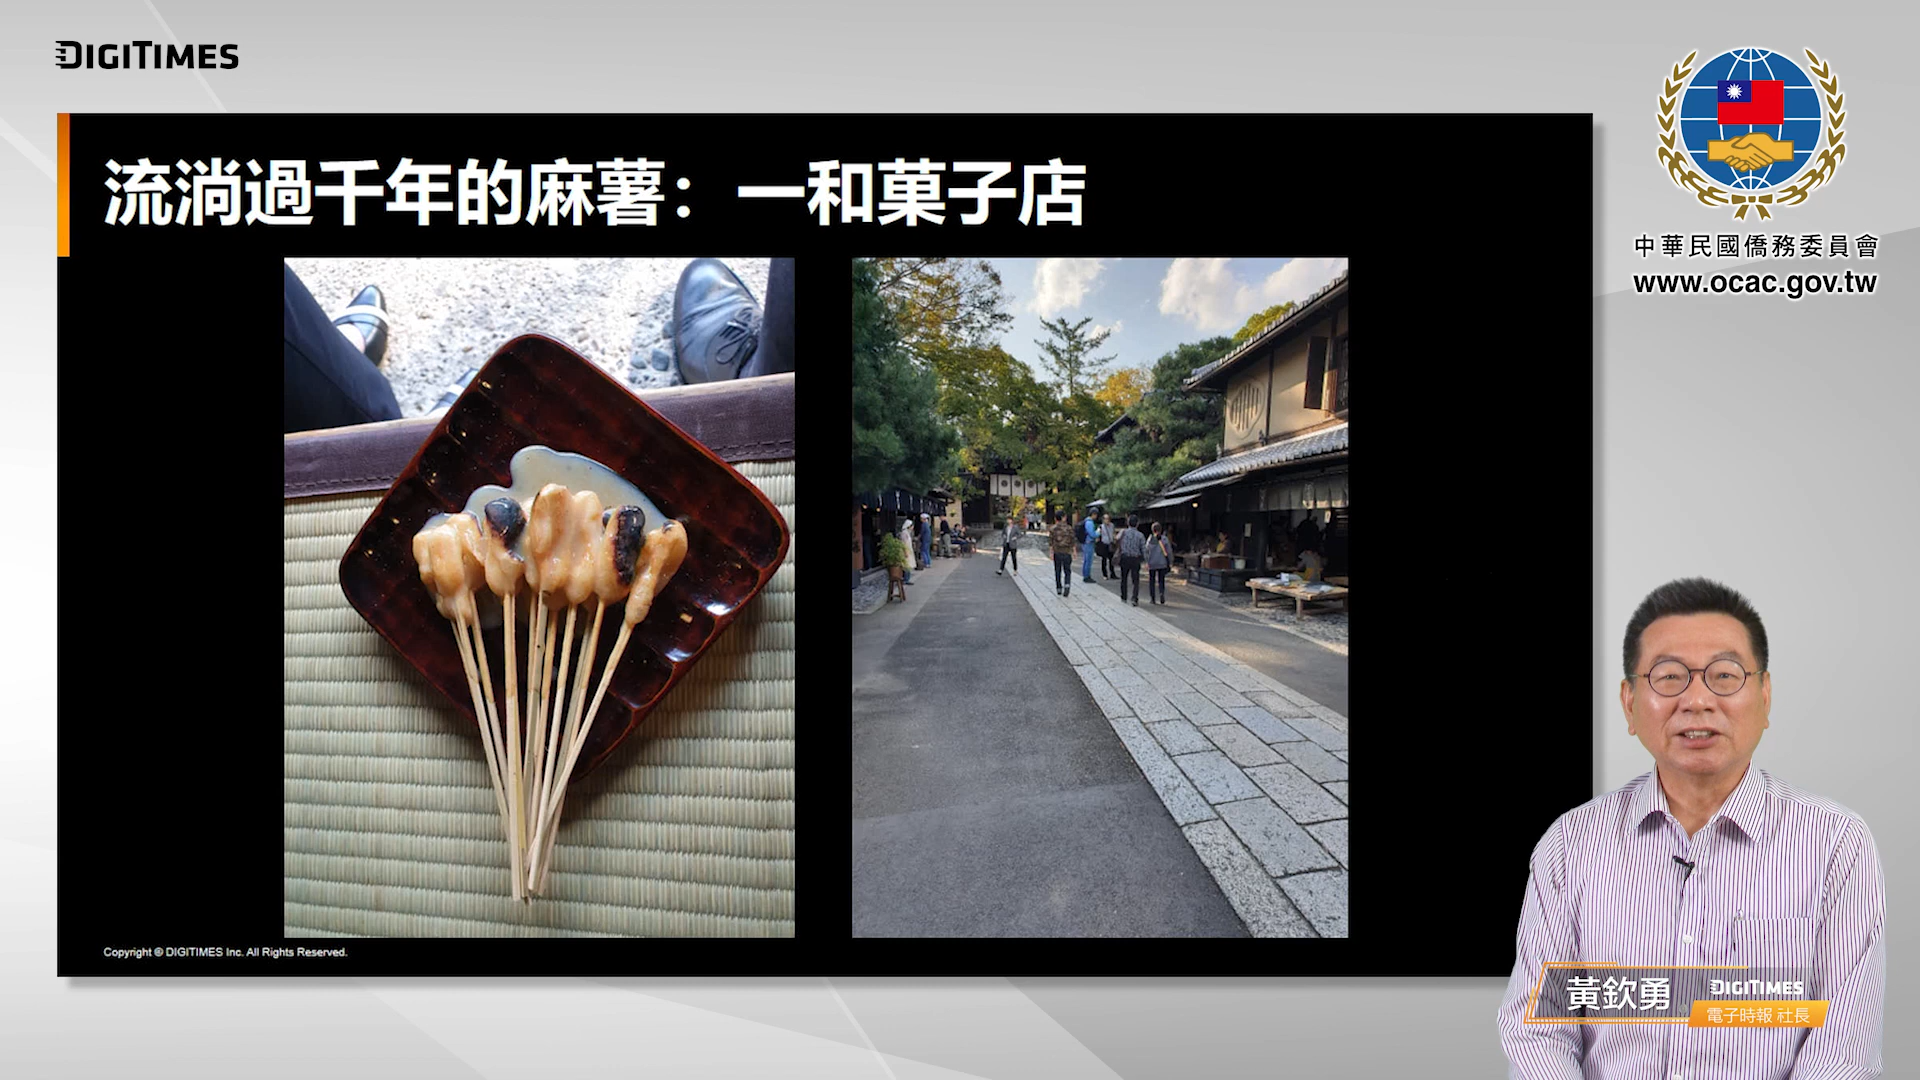 DIGITIMES
流淌過千年的麻薯：一和菓子店
中華民國僑務委員會
www.ocac.gov.tw
Copyright © DIGITIMES Inc. All Rights Reserved.
黃欽勇
DIGITIMES
電子時報 社長